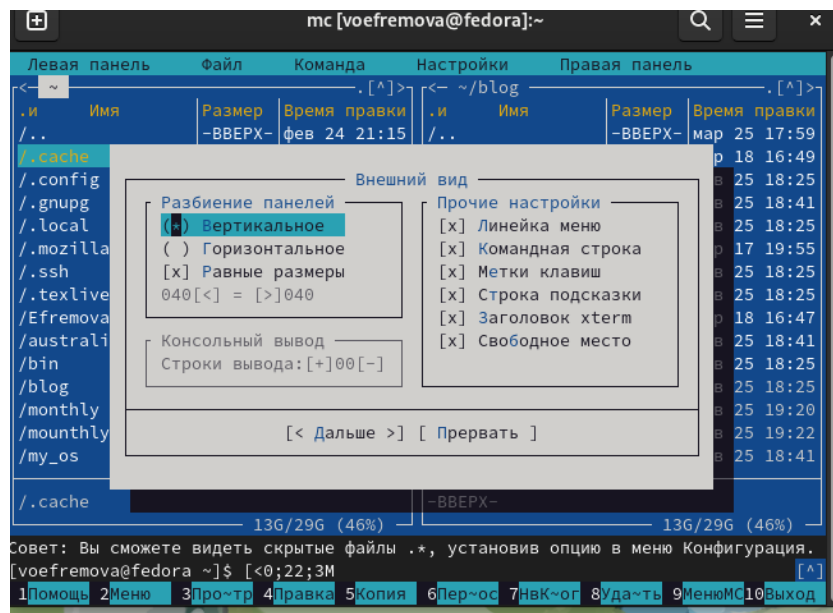 mc [voefremova@fedora]:~
Левая панель Файл Команда Настройки Правая панель
<— ~ .[^]> <— ~/blog .[^]>
.и Имя Размер Время правки .и Имя Размер Время правки
/.. -ВВЕРХ- фев 24 21:15 /.. -ВВЕРХ- мар 25 17:59
/.cache р 18 16:49
/.config Внешний вид в 25 18:25
/.gnupg Разбиение панелей Прочие настройки в 25 18:41
/.local (*) Вертикальное [x] Линейка меню в 25 18:25
/.mozilla ( ) Горизонтальное [x] Командная строка р 17 19:55
/.ssh [x] Равные размеры [x] Метки клавиш в 25 18:25
/.texlive 040[<] = [>]040 [x] Строка подсказки в 25 18:25
/Efremova [x] Заголовок xterm р 18 16:47
/australi Консольный вывод [x] Свободное место в 25 18:41
/bin Строки вывода:[+]00[-] в 25 18:25
/blog в 25 18:25
/monthly в 25 19:20
/mounthly [< Дальше >] [ Прервать ] в 25 19:22
/my_os в 25 18:41
/.cache -ВВЕРХ-
13G/29G (46%) 13G/29G (46%)
Совет: Вы сможете видеть скрытые файлы .*, установив опцию в меню Конфигурация.
[voefremova@fedora ~]$ [<0;22;3M [^]
1Помощь 2Меню 3Про~тр 4Правка 5Копия 6Пер~ос 7НвК~ог 8Уда~ть 9МенюMC 10Выход